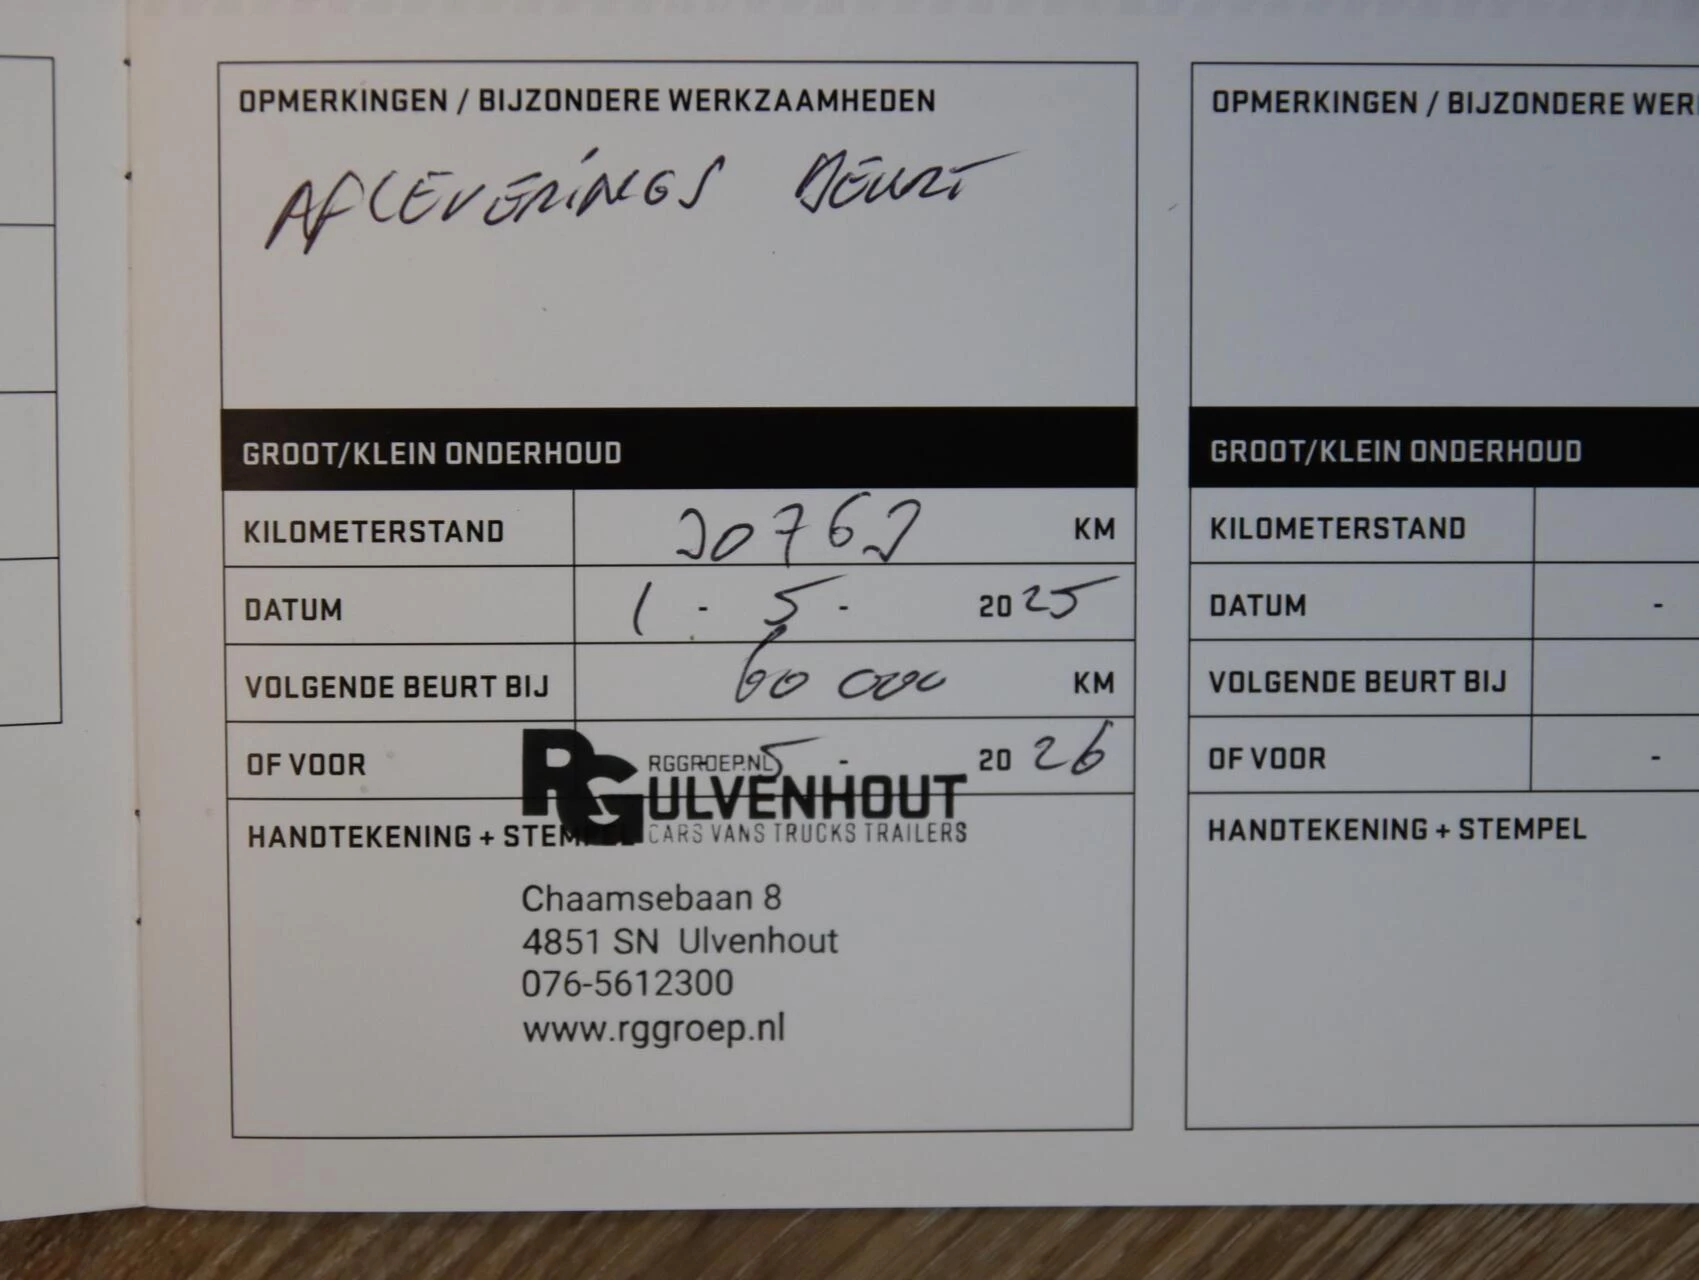 OPMERKINGEN / BIJZONDERE WERKZAAMHEDEN
AFLEVERINGS BEURT
GROOT/KLEIN ONDERHOUD
KILOMETERSTAND KM
DATUM 1 - 5 - 2025
VOLGENDE BEURT BIJ 60 000 KM
OF VOOR 5 - 2026
HANDTEKENING + STEMPEL
RGGROEP.NL
RG ULVENHOUT
CARS VANS TRUCKS TRAILERS
Chaamsebaan 8
4851 SN Ulvenhout
076-5612300
www.rggroep.nl
OPMERKINGEN / BIJZONDERE WER
GROOT/KLEIN ONDERHOUD
KILOMETERSTAND
DATUM -
VOLGENDE BEURT BIJ
OF VOOR -
HANDTEKENING + STEMPEL